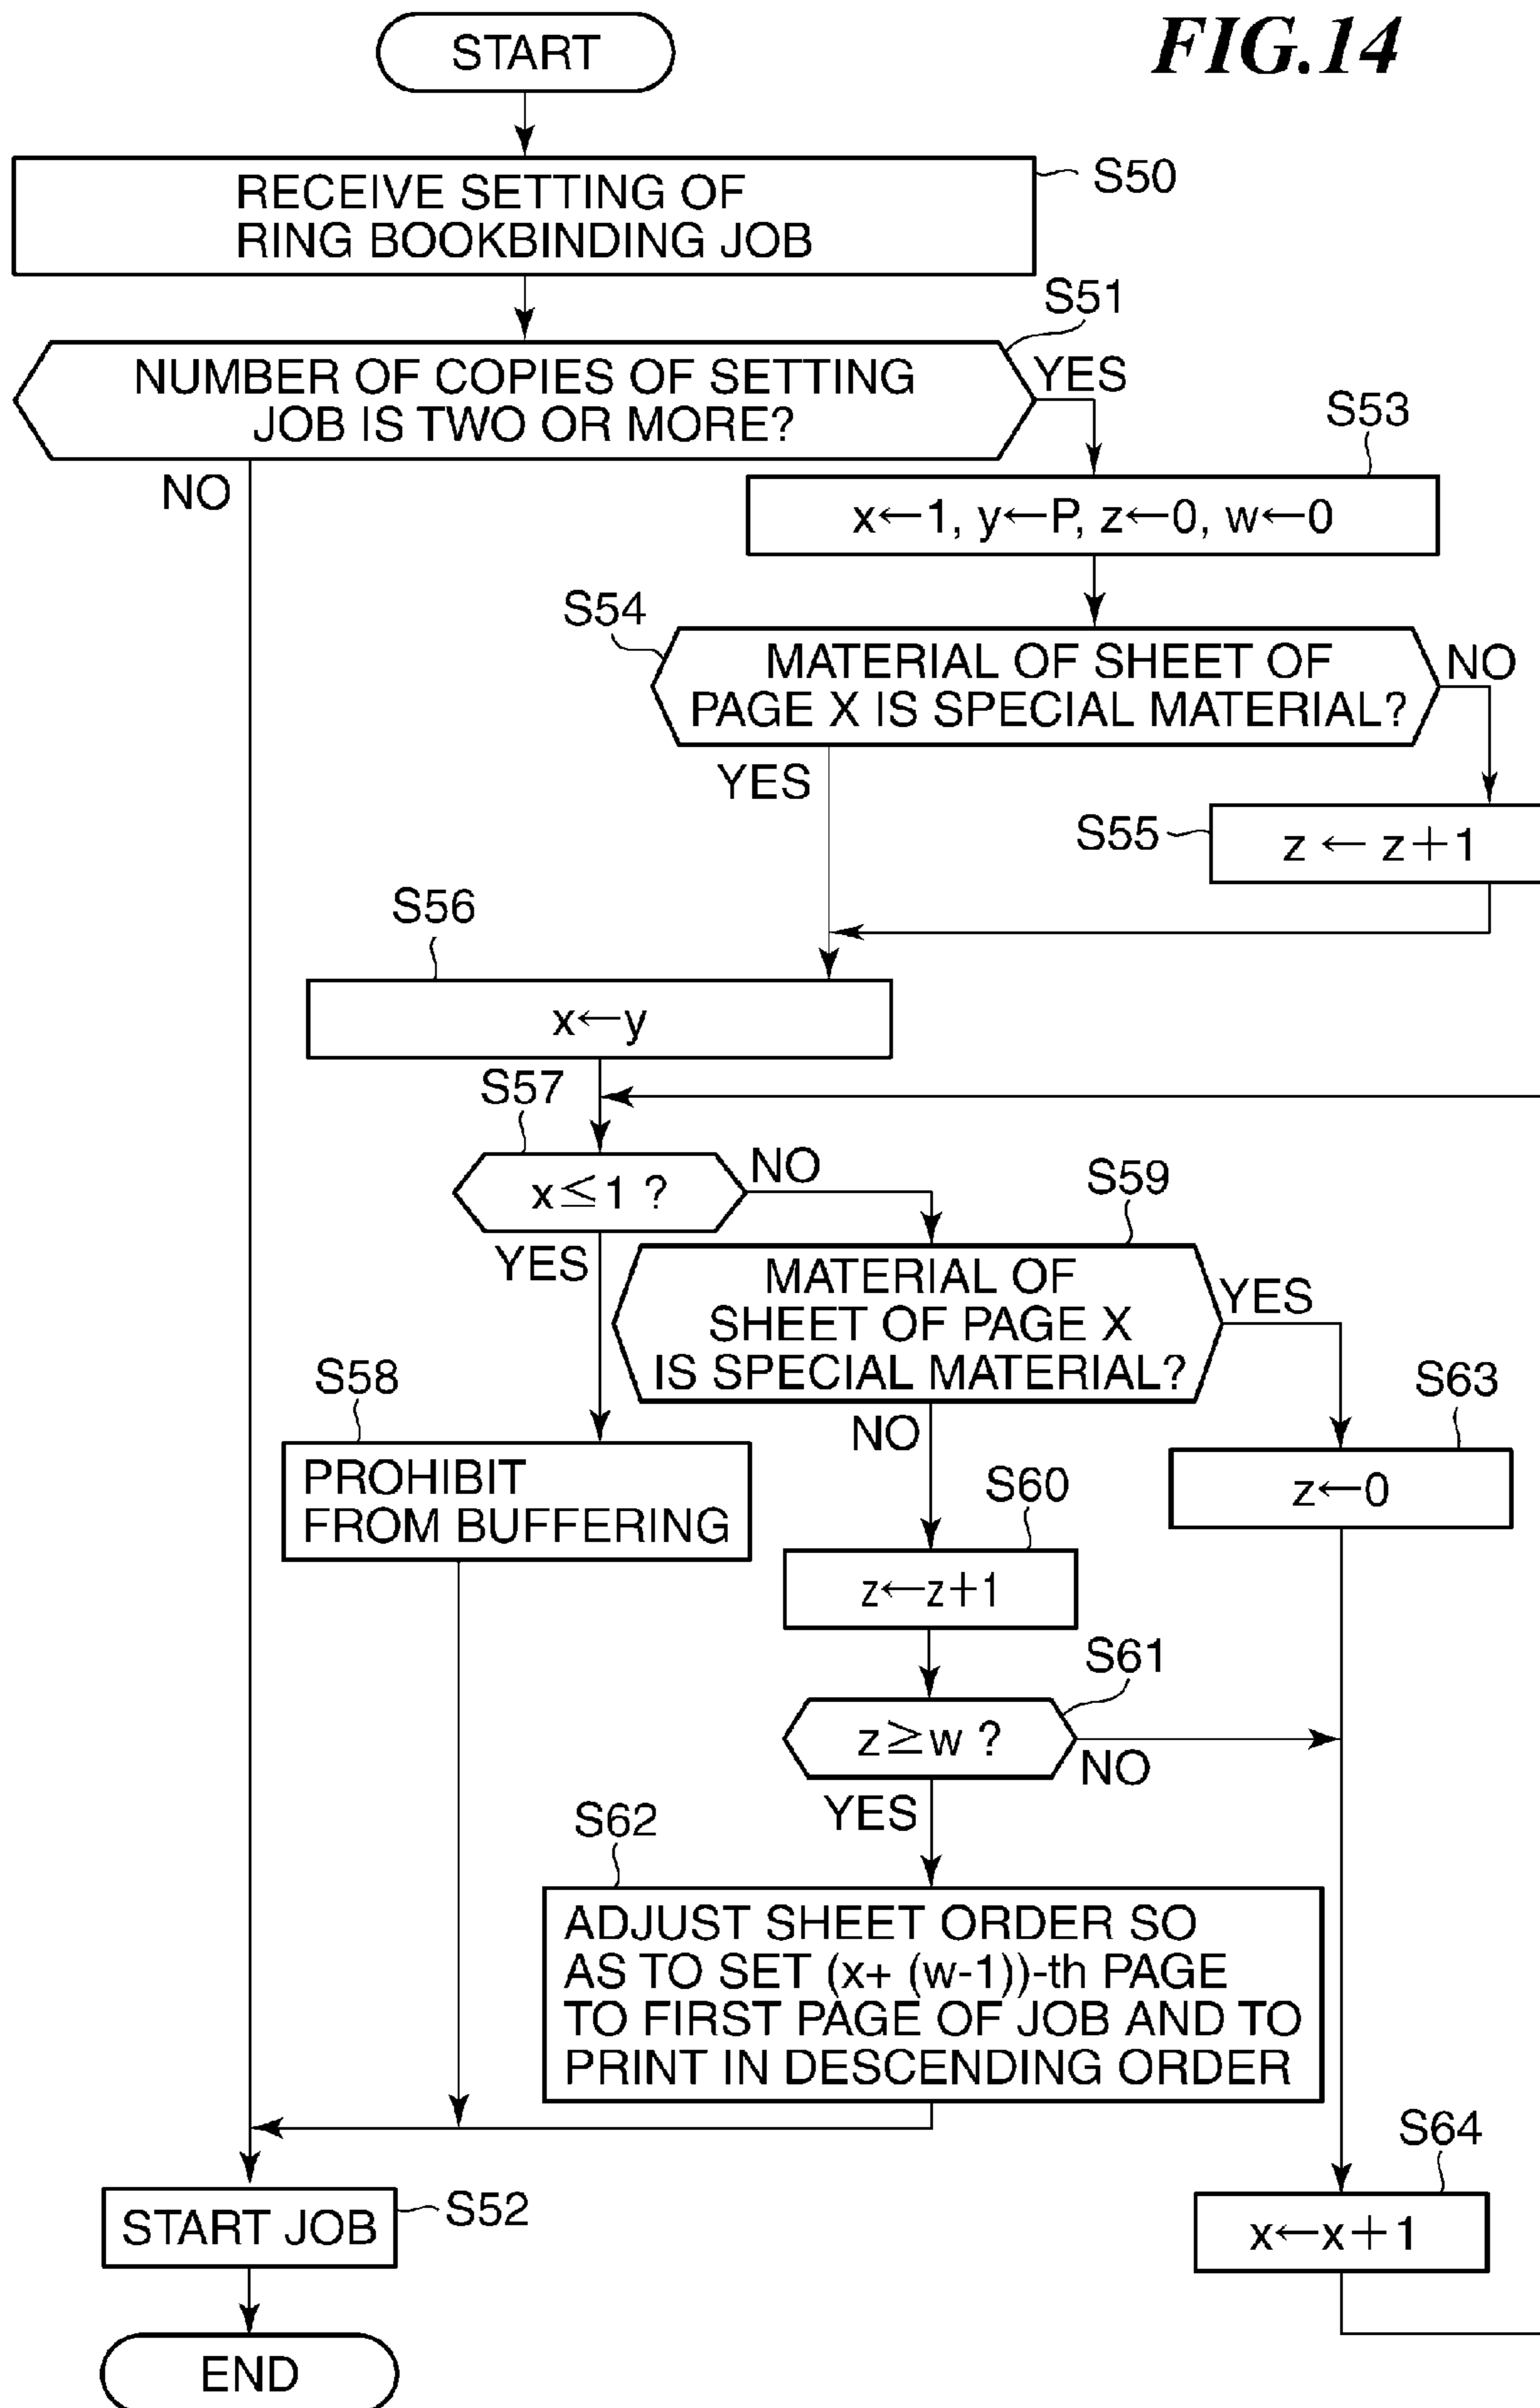 FIG.14
START
S50
RECEIVE SETTING OF
RING BOOKBINDING JOB
S51
NUMBER OF COPIES OF SETTING
JOB IS TWO OR MORE?
YES
NO
S53
x←1, y←P, z←0, w←0
S54
MATERIAL OF SHEET OF
PAGE X IS SPECIAL MATERIAL?
NO
YES
S55
z ← z+1
S56
x←y
S57
x≦1 ?
NO
YES
S59
MATERIAL OF
SHEET OF PAGE X
IS SPECIAL MATERIAL?
YES
NO
S58
PROHIBIT
FROM BUFFERING
S63
z←0
S60
z←z+1
S61
z≧w ?
NO
YES
S62
ADJUST SHEET ORDER SO
AS TO SET (x+ (w-1))-th PAGE
TO FIRST PAGE OF JOB AND TO
PRINT IN DESCENDING ORDER
S64
x←x+1
START JOB
S52
END